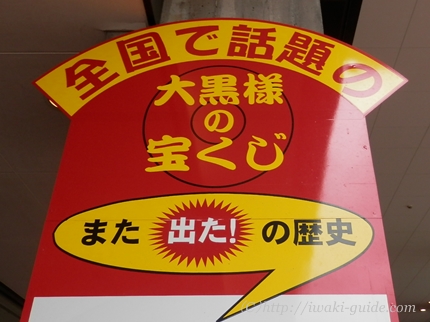 全国で話題の
大黒様
の
宝くじ
また 出た! の歴史
http://iwaki-guide.com